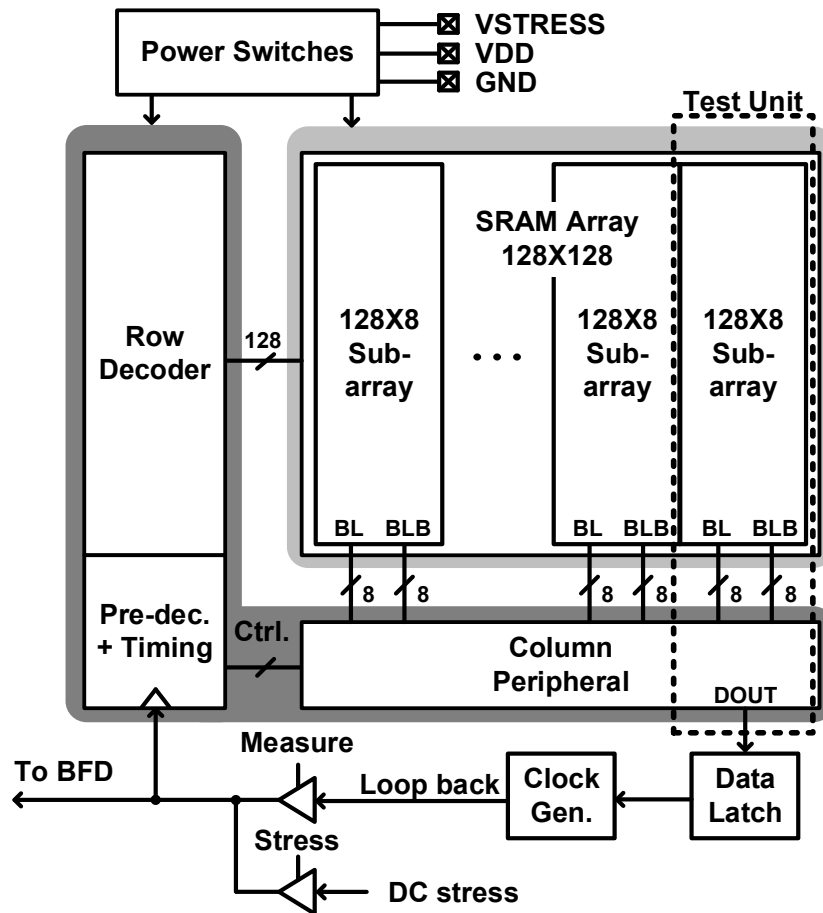 Power Switches
VSTRESS
VDD
GND
Test Unit
Row
Decoder
128
SRAM Array
128X128
128X8
Sub-
array
• • •
128X8
Sub-
array
128X8
Sub-
array
BL
BLB
BL
BLB
BL
BLB
8
8
8
8
8
8
Pre-dec.
+ Timing
Ctrl.
Column
Peripheral
DOUT
Measure
To BFD
Loop back
Clock
Gen.
Data
Latch
Stress
DC stress